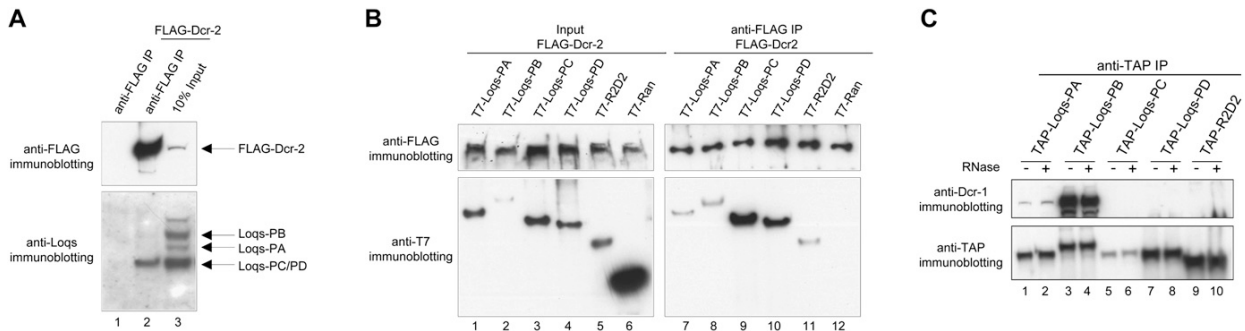 A
FLAG-Dcr-2
anti-FLAG IP
anti-FLAG IP
10% Input
anti-FLAG
immunoblotting
FLAG-Dcr-2
anti-Loqs
immunoblotting
Loqs-PB
Loqs-PA
Loqs-PC/PD
1 2 3
B
Input
FLAG-Dcr-2
anti-FLAG IP
FLAG-Dcr2
T7-Loqs-PA
T7-Loqs-PB
T7-Loqs-PC
T7-Loqs-PD
T7-R2D2
T7-Ran
T7-Loqs-PA
T7-Loqs-PB
T7-Loqs-PC
T7-Loqs-PD
T7-R2D2
T7-Ran
anti-FLAG
immunoblotting
anti-T7
immunoblotting
1 2 3 4 5 6 7 8 9 10 11 12
C
anti-TAP IP
TAP-Loqs-PA
TAP-Loqs-PB
TAP-Loqs-PC
TAP-Loqs-PD
TAP-R2D2
RNase - + - + - + - + - +
anti-Dcr-1
immunoblotting
anti-TAP
immunoblotting
1 2 3 4 5 6 7 8 9 10